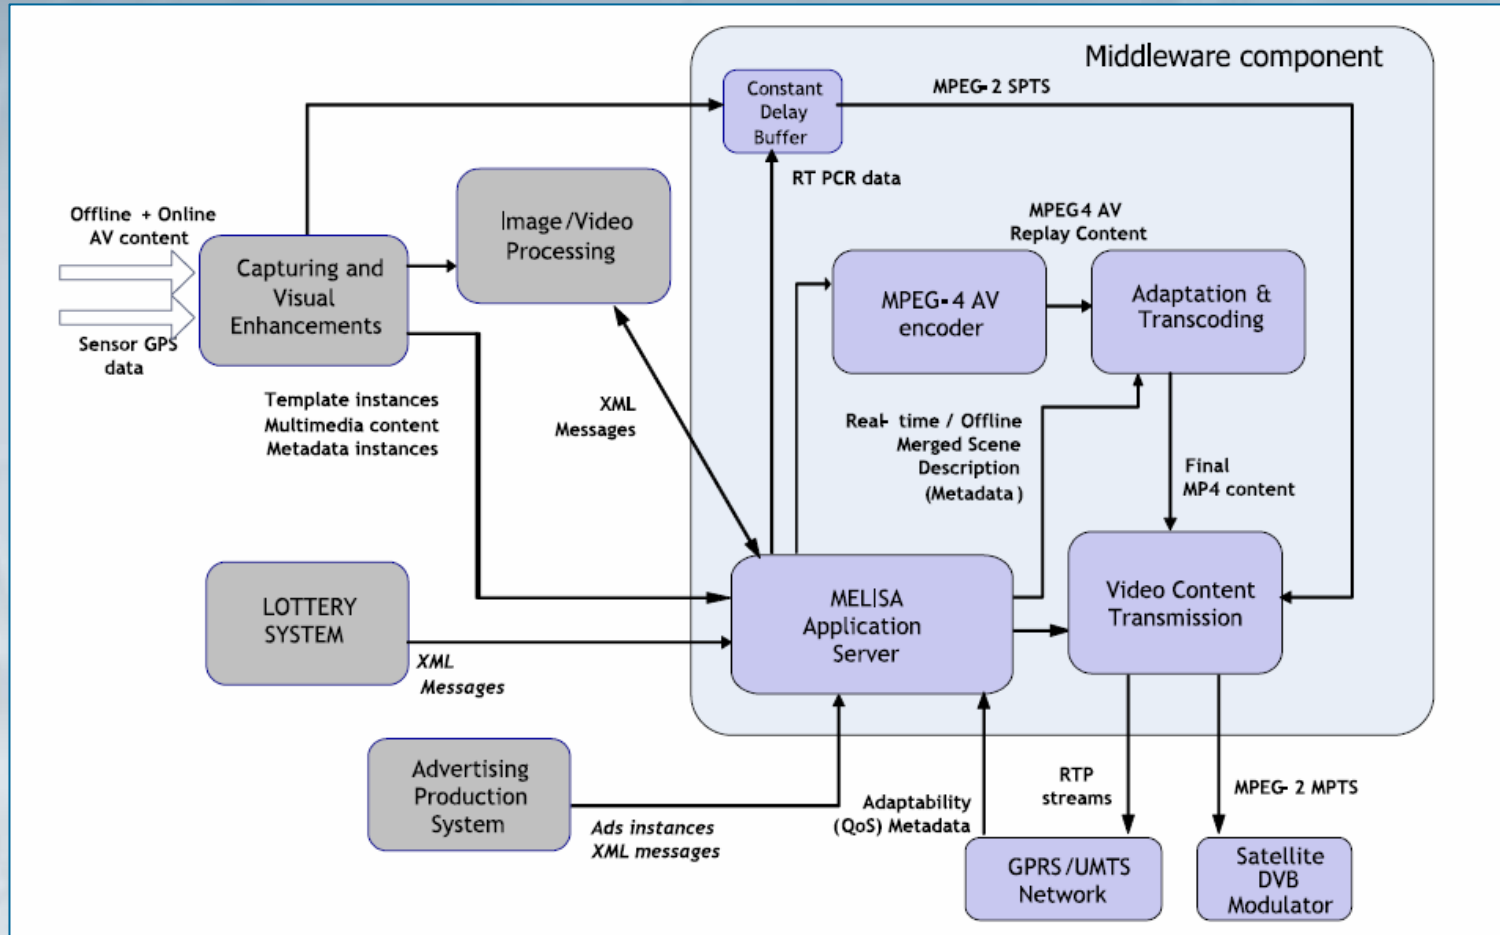 Middleware component
Constant
Delay
Buffer
MPEG-2 SPTS
RT PCR data
Image/Video
Processing
Offline + Online
AV content
Capturing and
Visual
Enhancements
Sensor GPS
data
MPEG4 AV
Replay Content
MPEG-4 AV
encoder
Adaptation &
Transcoding
Template instances
Multimedia content
Metadata instances
XML
Messages
Real-time / Offline
Merged Scene
Description
(Metadata)
Final
MP4 content
LOTTERY
SYSTEM
XML
Messages
MELISA
Application
Server
Video Content
Transmission
Advertising
Production
System
Ads instances
XML messages
Adaptability
(QoS) Metadata
RTP
streams
MPEG-2 MPTS
GPRS/UMTS
Network
Satellite
DVB
Modulator